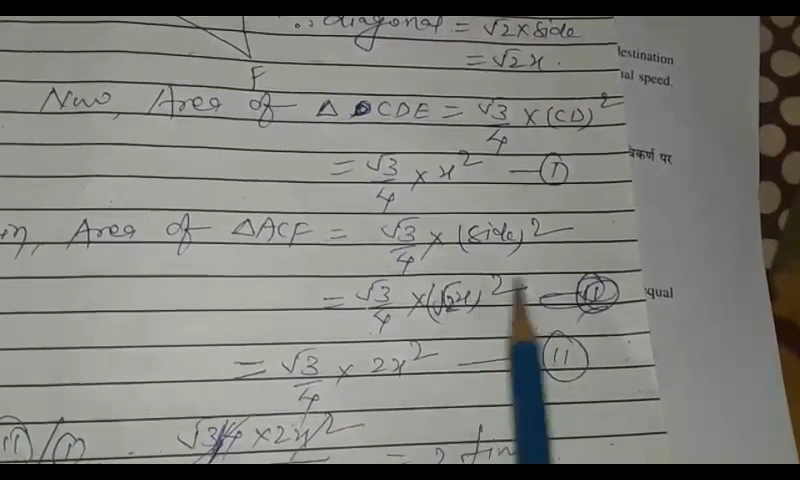 ∴ diagonal = √2 × side
= √2x.
destination
ual speed.
F
Now, Area of △ CDE = √3/4 × (CD)²
= √3/4 × x² — (I)
विकर्ण पर
Area of △ACF = √3/4 × (side)²
= √3/4 × (√2x)²
equal
= √3/4 × 2x² — (II)
(II)/(I) √3/4 × 2x²
= 2